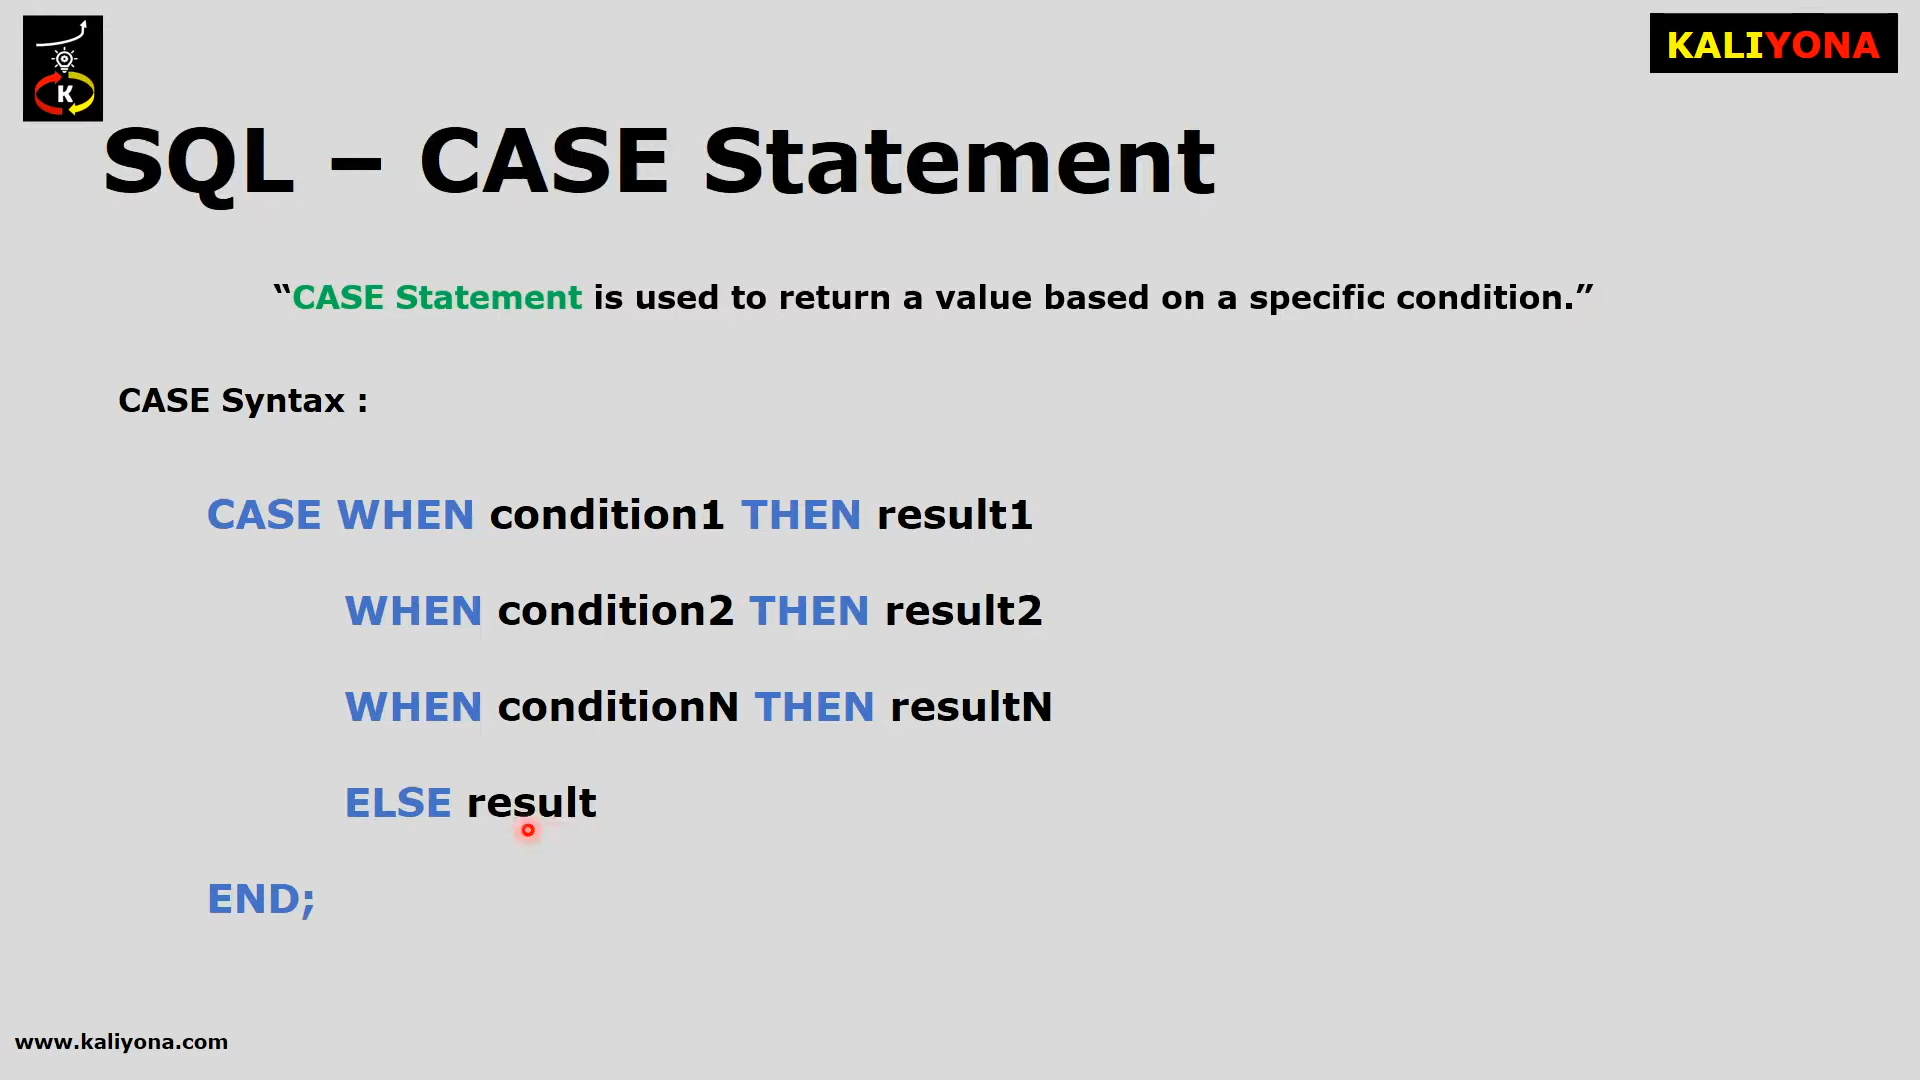 K
KALIYONA
SQL – CASE Statement
“CASE Statement is used to return a value based on a specific condition.”
CASE Syntax :
CASE WHEN condition1 THEN result1
WHEN condition2 THEN result2
WHEN conditionN THEN resultN
ELSE result
END;
www.kaliyona.com